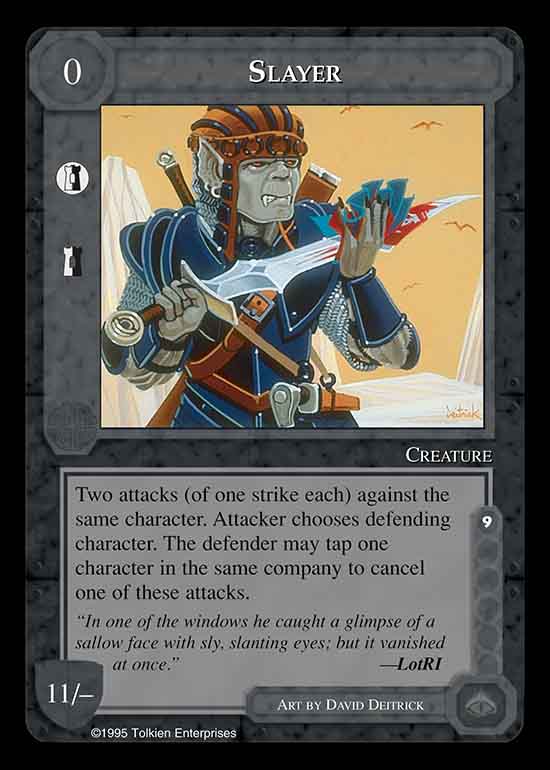 0
SLAYER
Deitrick
CREATURE
Two attacks (of one strike each) against the
same character. Attacker chooses defending
character. The defender may tap one
character in the same company to cancel
one of these attacks.
9
“In one of the windows he caught a glimpse of a
sallow face with sly, slanting eyes; but it vanished
at once.” —LotRI
11/–
ART BY DAVID DEITRICK
©1995 Tolkien Enterprises